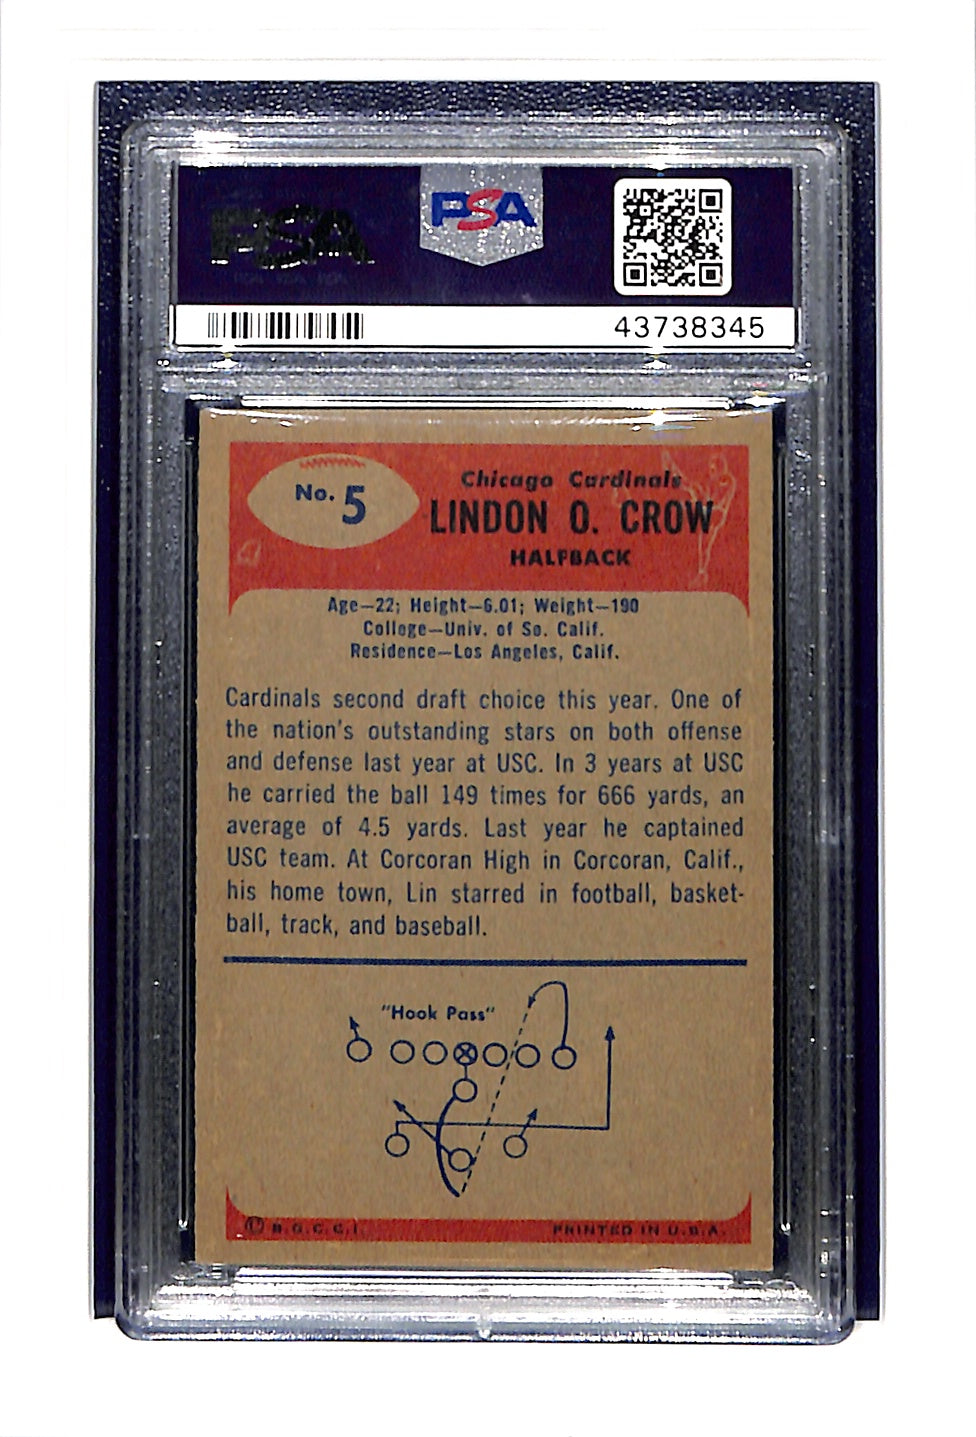 PSA
PSA
43738345
No. 5
Chicago Cardinals
LINDON O. CROW
HALFBACK
Age—22; Height—6.01; Weight—190
College—Univ. of So. Calif.
Residence—Los Angeles, Calif.
Cardinals second draft choice this year. One of
the nation's outstanding stars on both offense
and defense last year at USC. In 3 years at USC
he carried the ball 149 times for 666 yards, an
average of 4.5 yards. Last year he captained
USC team. At Corcoran High in Corcoran, Calif.,
his home town, Lin starred in football, basket-
ball, track, and baseball.
"Hook Pass"
© B.G.C.C.I. PRINTED IN U.S.A.